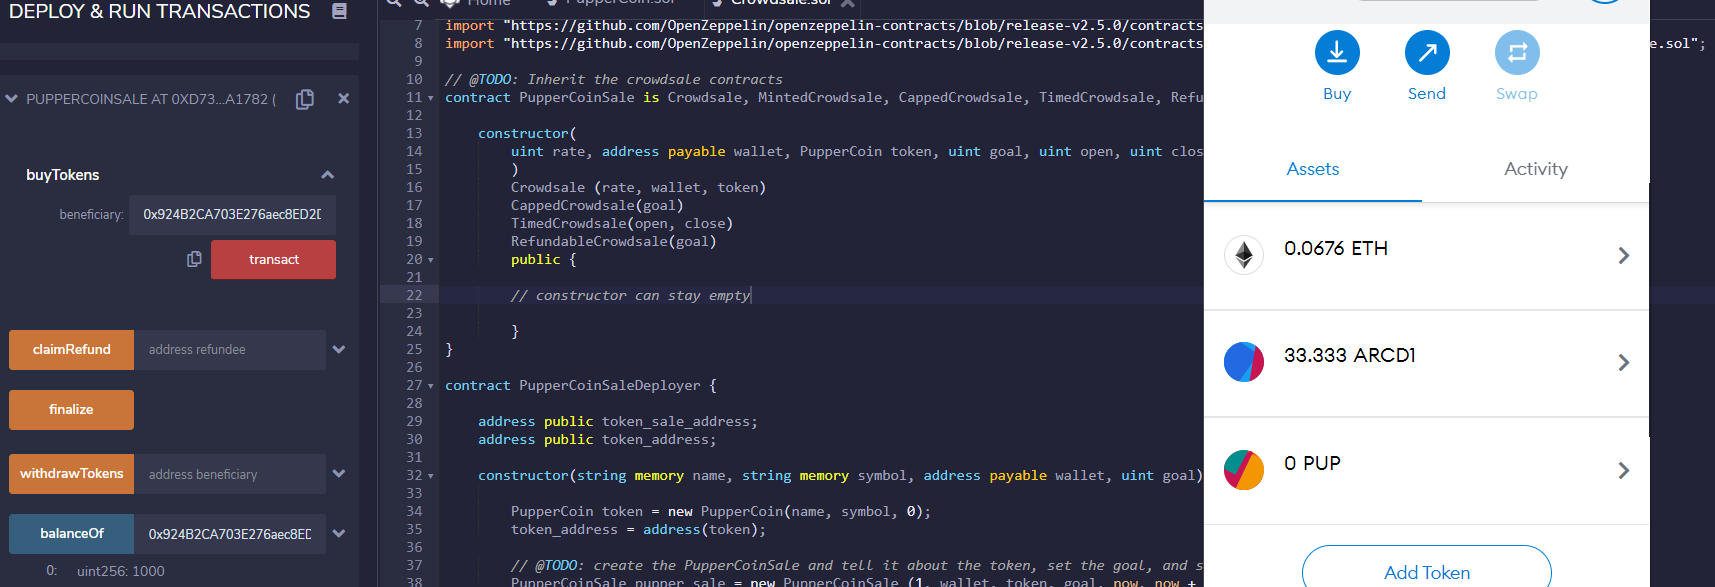 DEPLOY & RUN TRANSACTIONS
PUPPERCOINSALE AT 0XD73...A1782 (
buyTokens
beneficiary: 0x924B2CA703E276aec8ED2
transact
claimRefund address refundee
finalize
withdrawTokens address beneficiary
balanceOf 0x924B2CA703E276aec8E
0: uint256: 1000
Home PupperCoin.sol Crowdsale.sol
7 import "https://github.com/OpenZeppelin/openzeppelin-contracts/blob/release-v2.5.0/contracts
8 import "https://github.com/OpenZeppelin/openzeppelin-contracts/blob/release-v2.5.0/contracts e.sol";
9
10 // @TODO: Inherit the crowdsale contracts
11 contract PupperCoinSale is Crowdsale, MintedCrowdsale, CappedCrowdsale, TimedCrowdsale, Refu
12
13 constructor(
14 uint rate, address payable wallet, PupperCoin token, uint goal, uint open, uint clos
15 )
16 Crowdsale (rate, wallet, token)
17 CappedCrowdsale(goal)
18 TimedCrowdsale(open, close)
19 RefundableCrowdsale(goal)
20 public {
21
22 // constructor can stay empty
23
24 }
25 }
26
27 contract PupperCoinSaleDeployer {
28
29 address public token_sale_address;
30 address public token_address;
31
32 constructor(string memory name, string memory symbol, address payable wallet, uint goal)
33
34 PupperCoin token = new PupperCoin(name, symbol, 0);
35 token_address = address(token);
36
37 // @TODO: create the PupperCoinSale and tell it about the token, set the goal, and s
38 PupperCoinSale pupper_sale = new PupperCoinSale (1, wallet, token, goal, now, now +
Buy Send Swap
Assets Activity
0.0676 ETH
33.333 ARCD1
0 PUP
Add Token